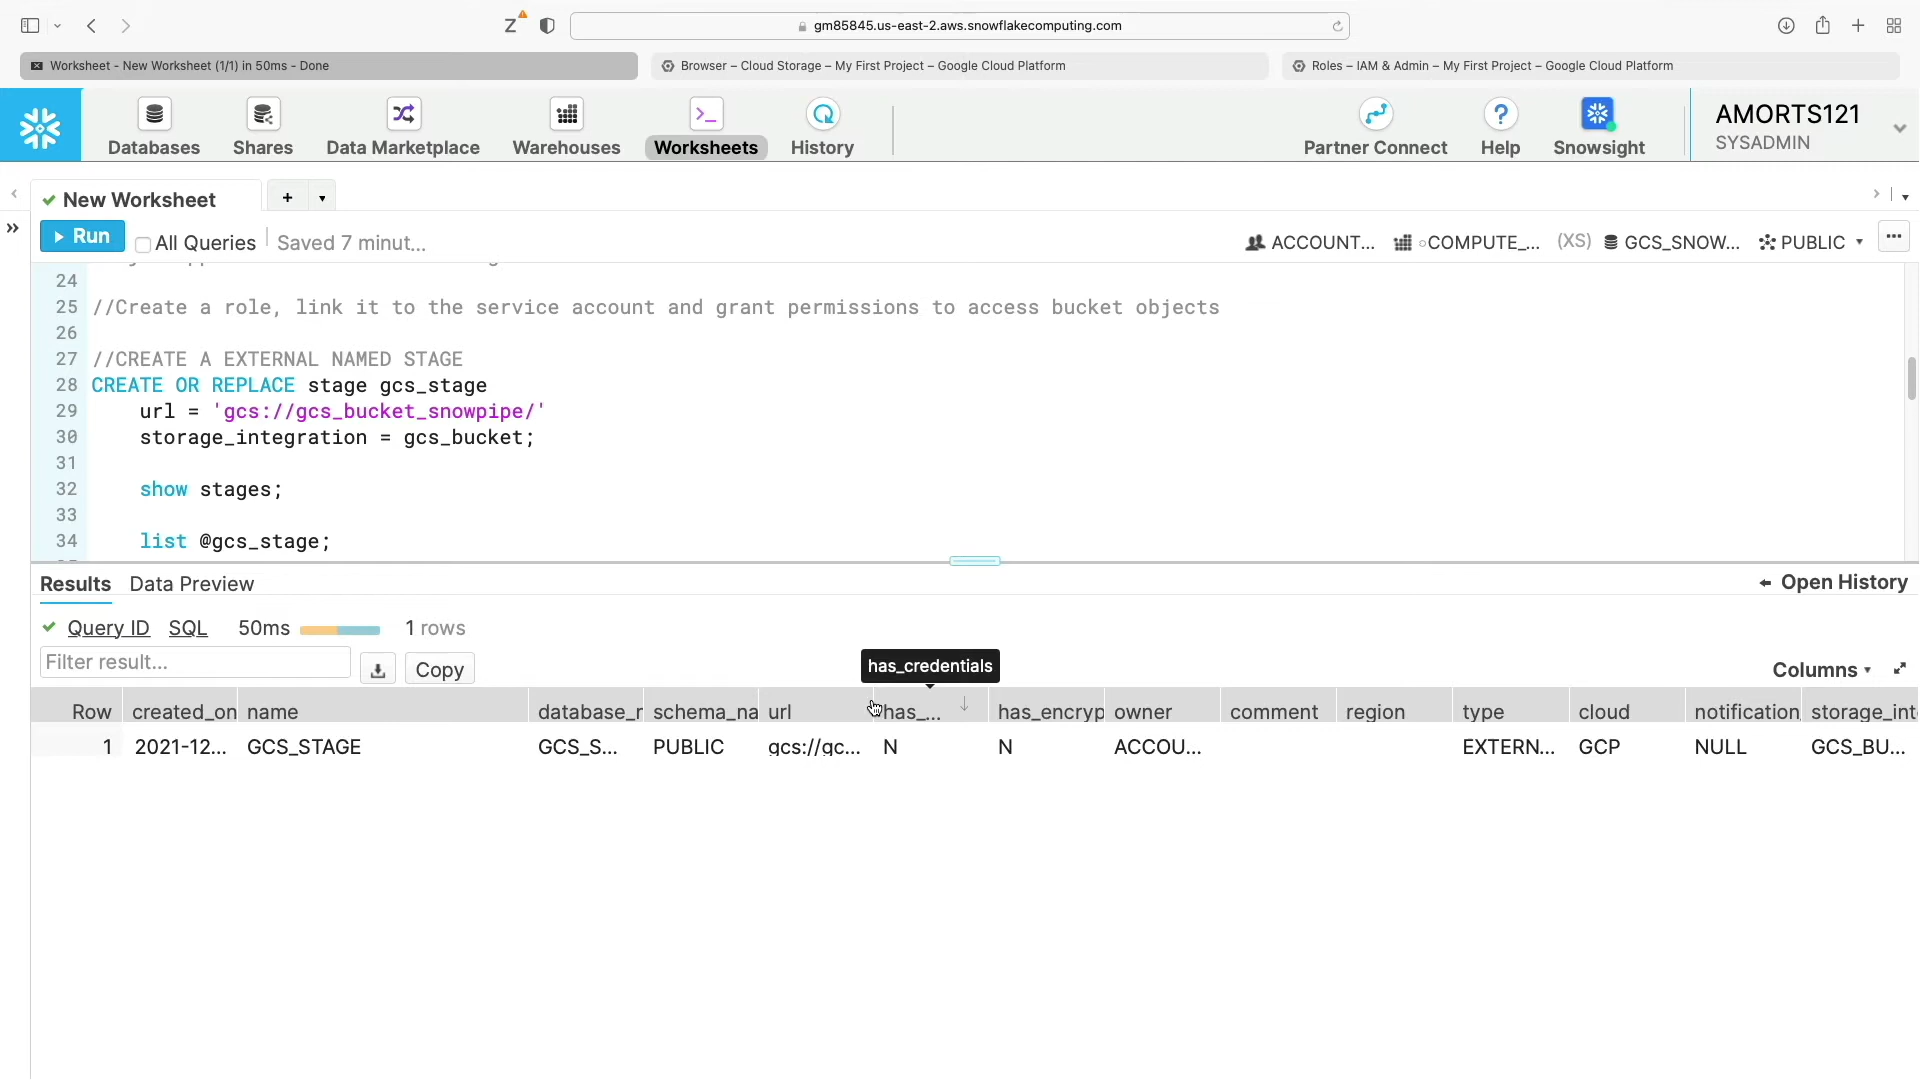 gm85845.us-east-2.aws.snowflakecomputing.com
Worksheet - New Worksheet (1/1) in 50ms - Done
Browser – Cloud Storage – My First Project – Google Cloud Platform
Roles – IAM & Admin – My First Project – Google Cloud Platform
Databases Shares Data Marketplace Warehouses Worksheets History Partner Connect Help Snowsight
AMORTS121
SYSADMIN
New Worksheet
Run All Queries Saved 7 minut... ACCOUNT... COMPUTE_... (XS) GCS_SNOW... PUBLIC
24
25 //Create a role, link it to the service account and grant permissions to access bucket objects
26
27 //CREATE A EXTERNAL NAMED STAGE
28 CREATE OR REPLACE stage gcs_stage
29 url = 'gcs://gcs_bucket_snowpipe/'
30 storage_integration = gcs_bucket;
31
32 show stages;
33
34 list @gcs_stage;
Results Data Preview Open History
Query ID SQL 50ms 1 rows
Filter result... Copy has_credentials Columns
Row created_on name database_n schema_na url has_... has_encryp owner comment region type cloud notification storage_int
1 2021-12... GCS_STAGE GCS_S... PUBLIC gcs://gc... N N ACCOU... EXTERN... GCP NULL GCS_BU...